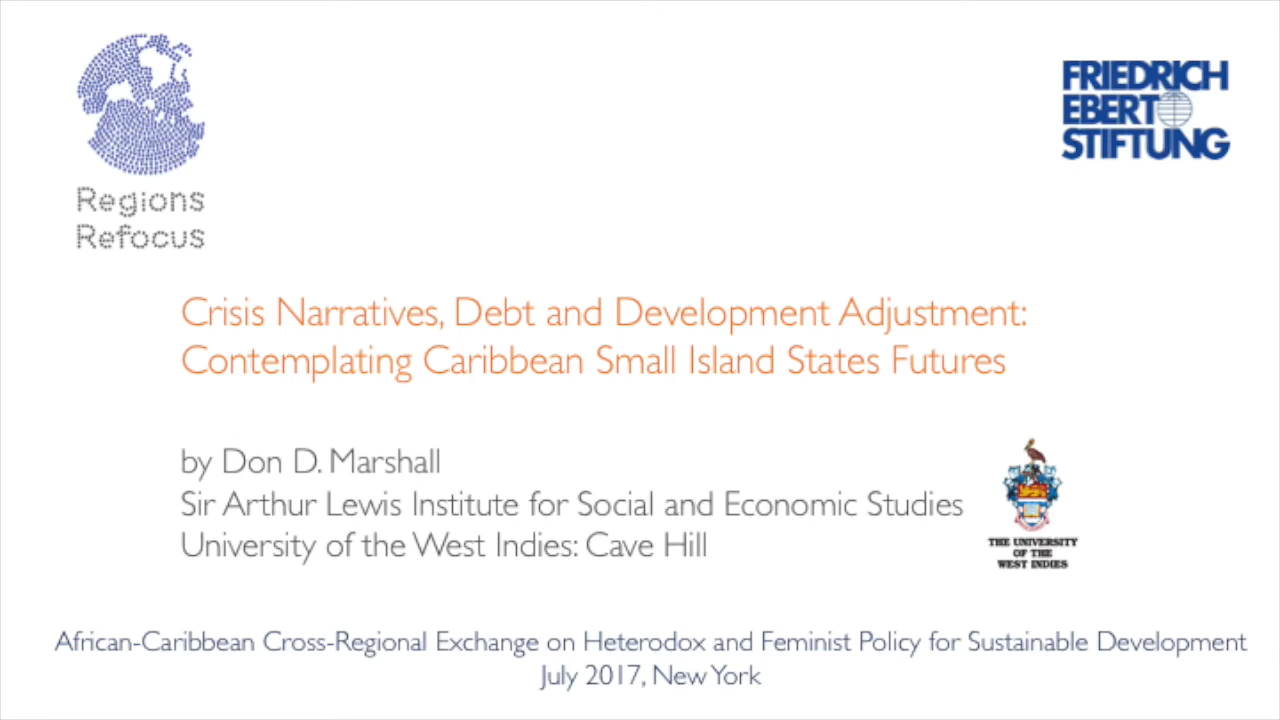 Regions
Refocus
FRIEDRICH
EBERT
STIFTUNG
Crisis Narratives, Debt and Development Adjustment:
Contemplating Caribbean Small Island States Futures
by Don D. Marshall
Sir Arthur Lewis Institute for Social and Economic Studies
University of the West Indies: Cave Hill
THE UNIVERSITY
OF THE
WEST INDIES
African-Caribbean Cross-Regional Exchange on Heterodox and Feminist Policy for Sustainable Development
July 2017, New York